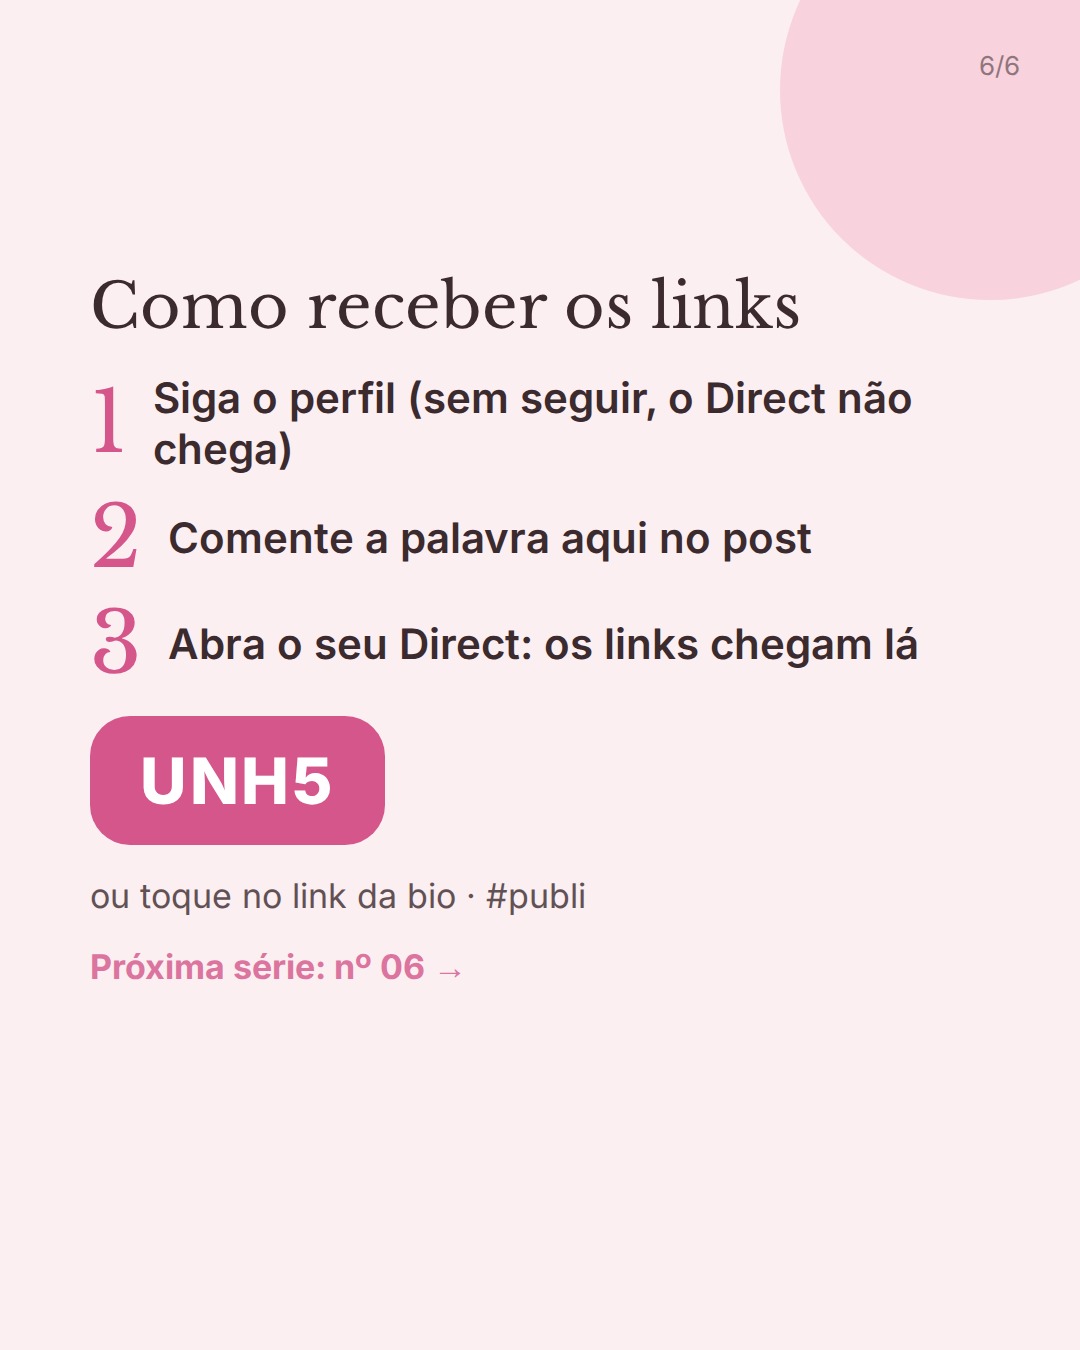 6/6
Como receber os links
1 Siga o perfil (sem seguir, o Direct não
chega)
2 Comente a palavra aqui no post
3 Abra o seu Direct: os links chegam lá
UNH5
ou toque no link da bio · #publi
Próxima série: nº 06 →